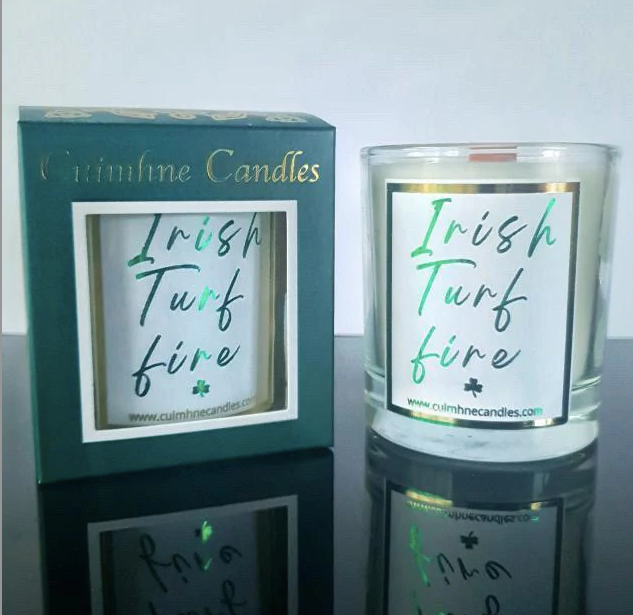 Cuimhne Candles
Irish
Turf
fire
www.cuimhnecandles.com
Irish
Turf
fire
www.cuimhnecandles.com